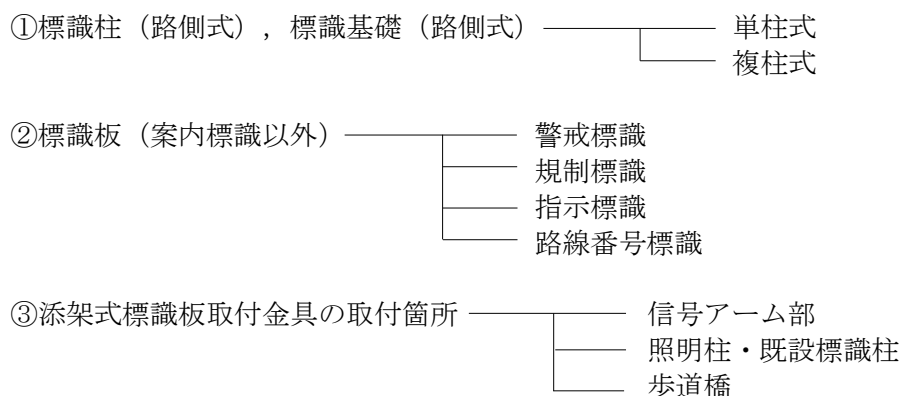 ①標識柱（路側式），標識基礎（路側式） 単柱式
複柱式
②標識板（案内標識以外） 警戒標識
規制標識
指示標識
路線番号標識
③添架式標識板取付金具の取付箇所 信号アーム部
照明柱・既設標識柱
歩道橋